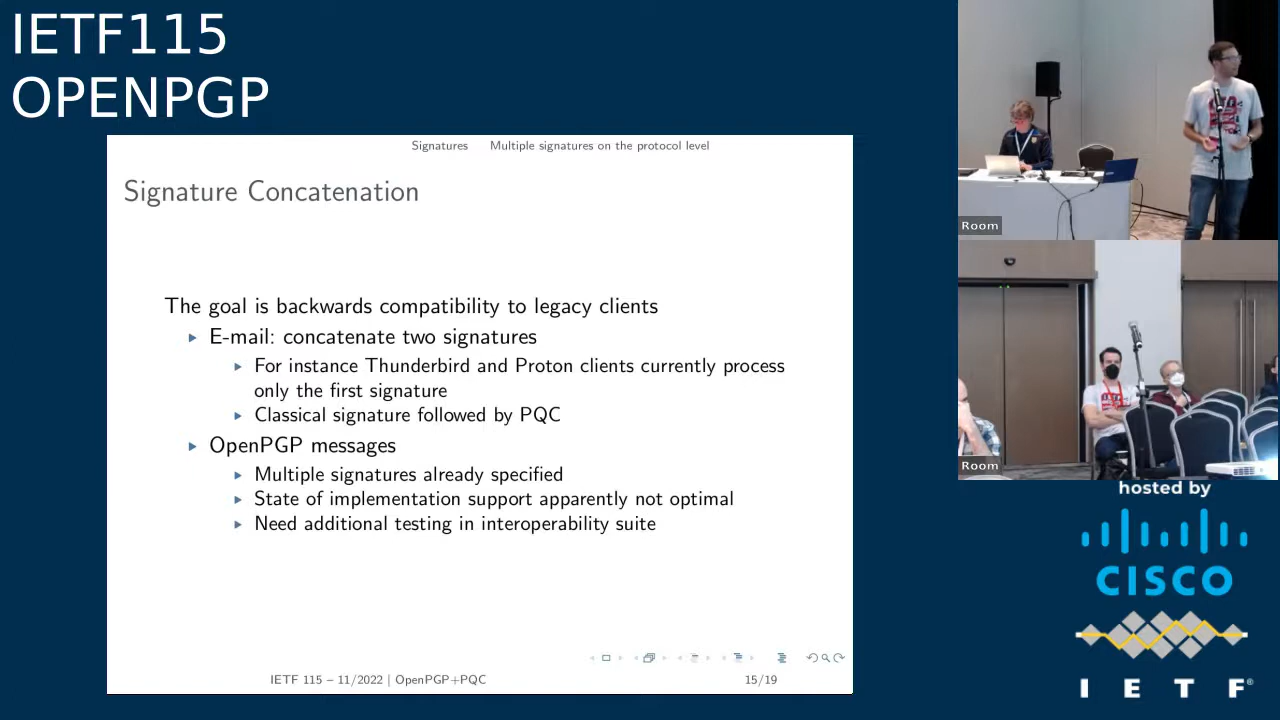 IETF115
OPENPGP
Signatures Multiple signatures on the protocol level
Signature Concatenation
The goal is backwards compatibility to legacy clients
E-mail: concatenate two signatures
For instance Thunderbird and Proton clients currently process
only the first signature
Classical signature followed by PQC
OpenPGP messages
Multiple signatures already specified
State of implementation support apparently not optimal
Need additional testing in interoperability suite
IETF 115 – 11/2022 | OpenPGP+PQC 15/19
Room
Room
hosted by
CISCO
I E T F®